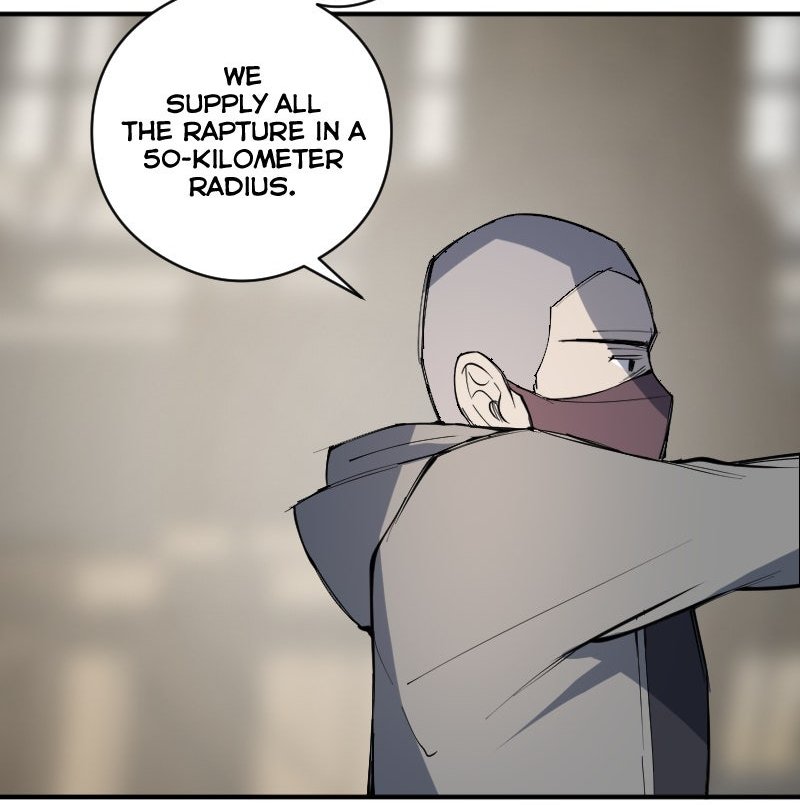 WE
SUPPLY ALL
THE RAPTURE IN A
50-KILOMETER
RADIUS.